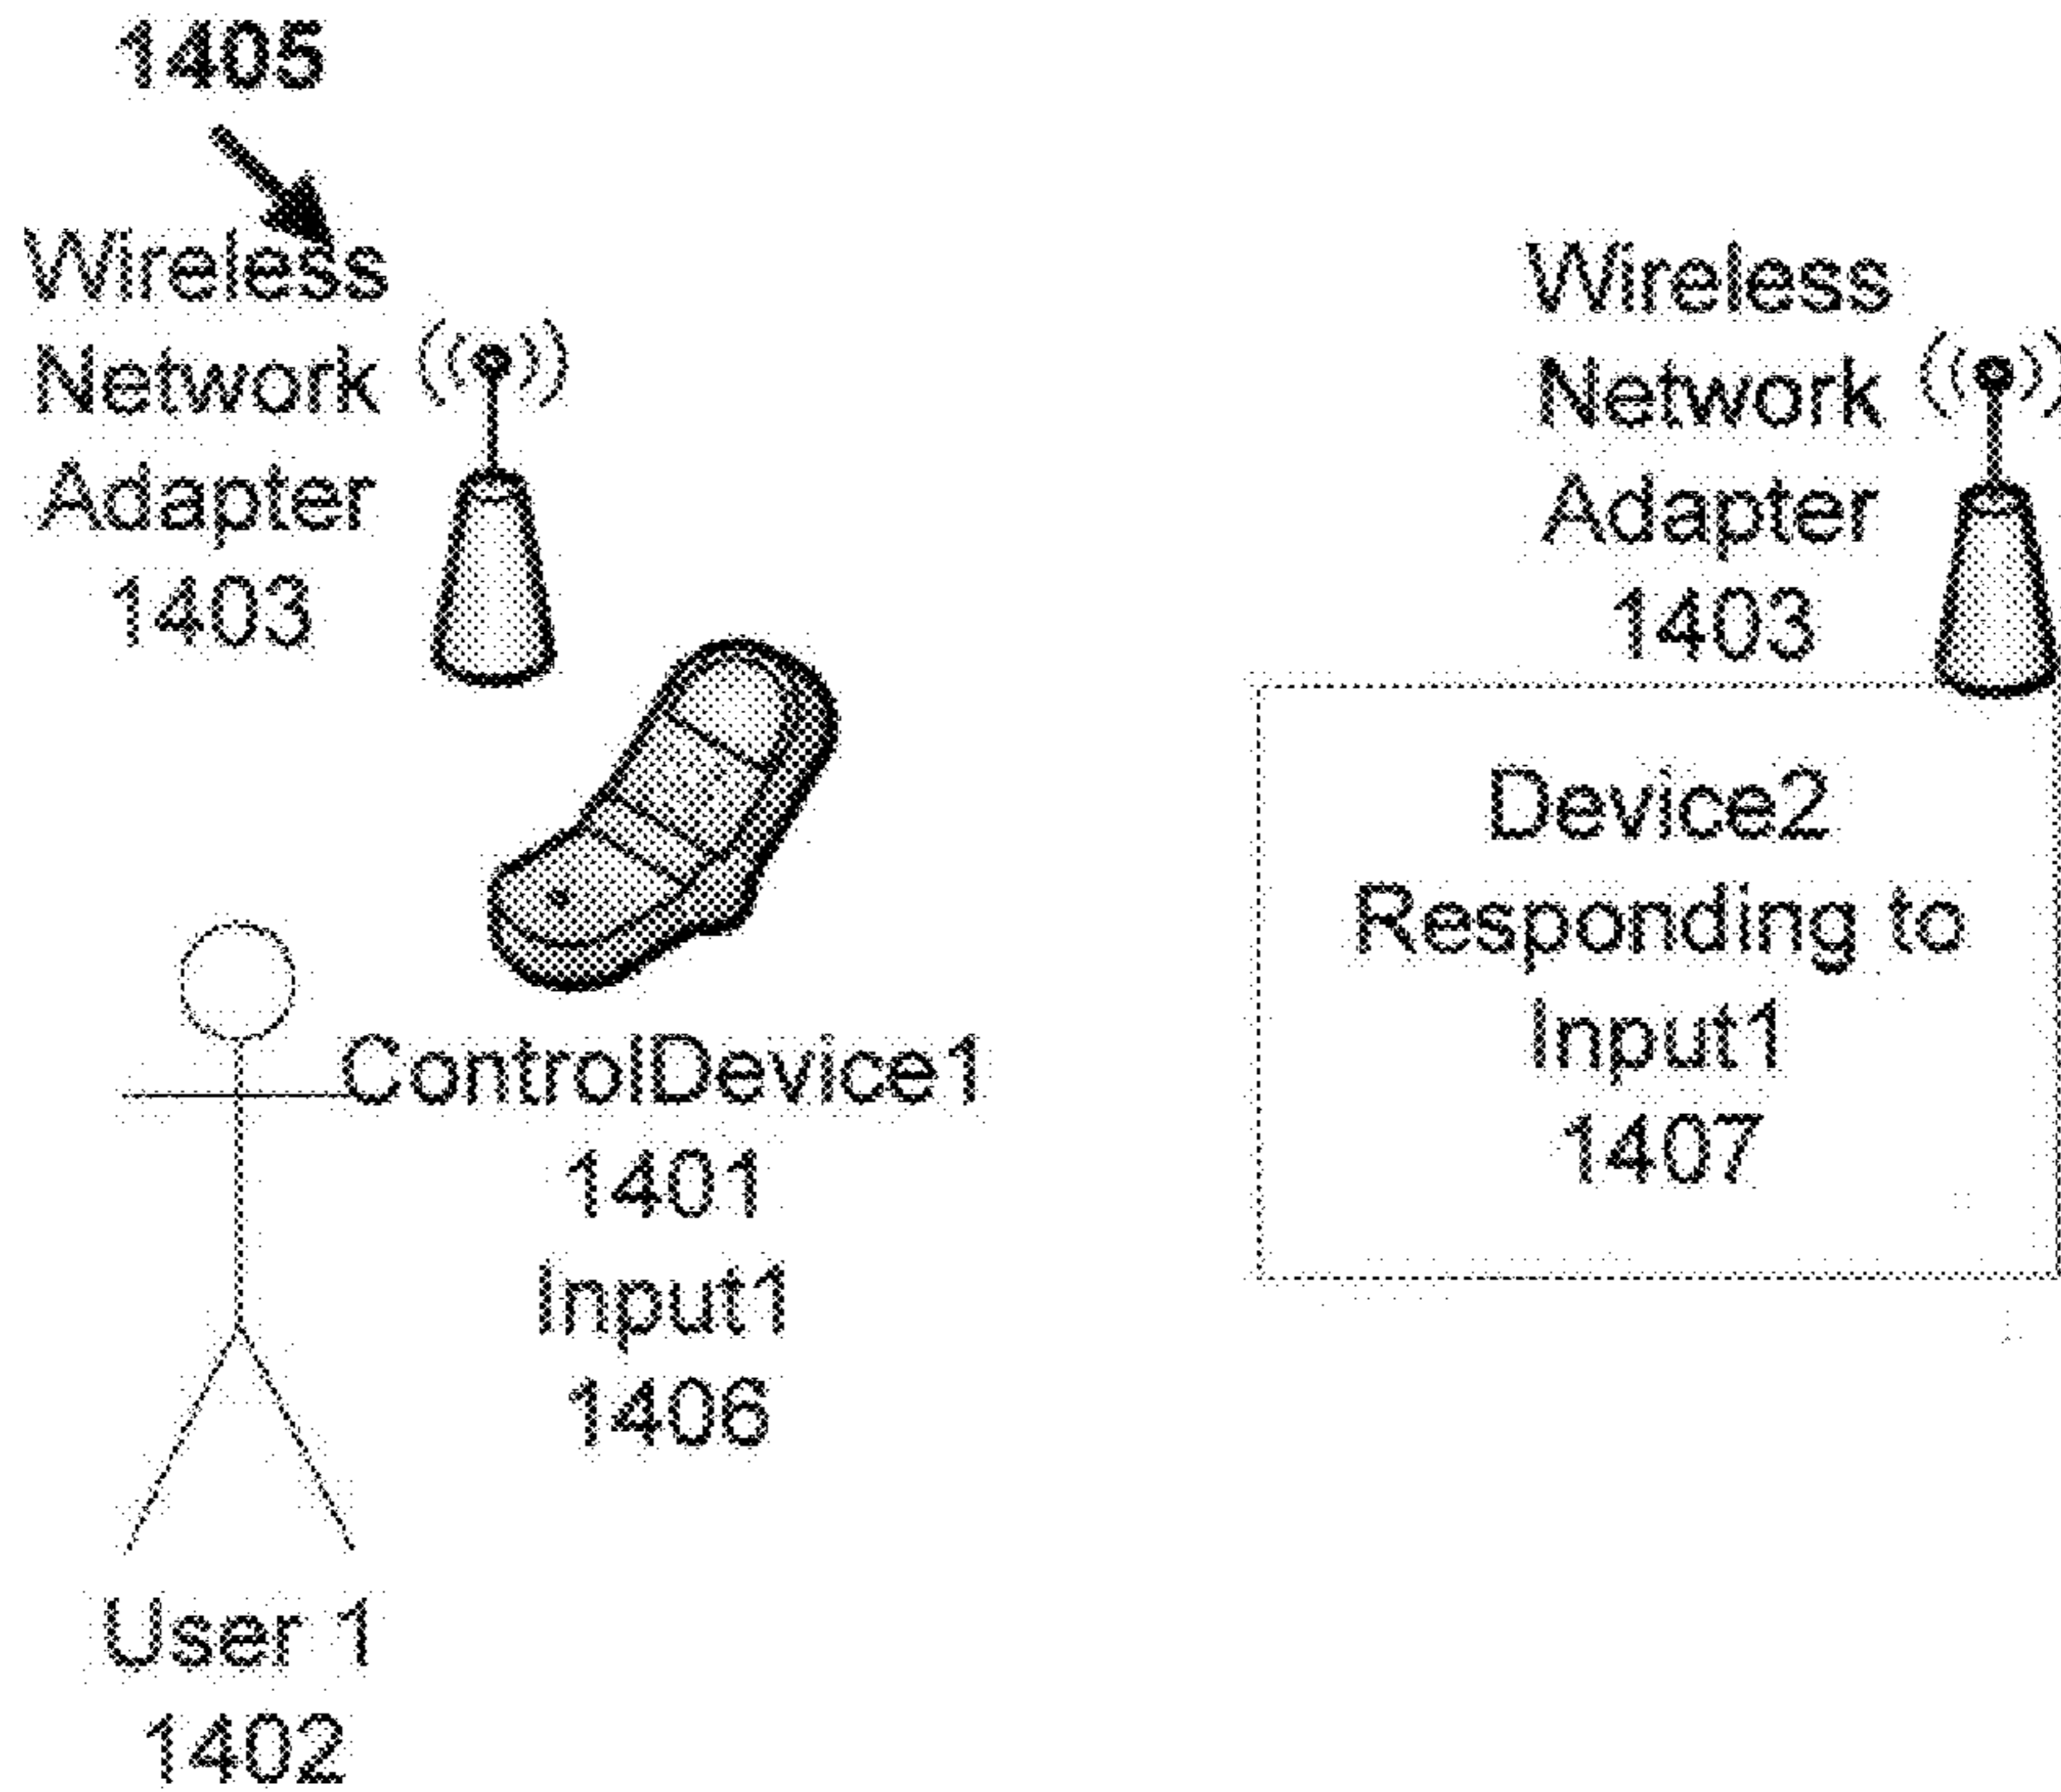 1405
Wireless
Network
Adapter
1403
ControlDevice1
1401
Input1
1406
User 1
1402
Wireless
Network
Adapter
1403
Device2
Responding to
Input1
1407